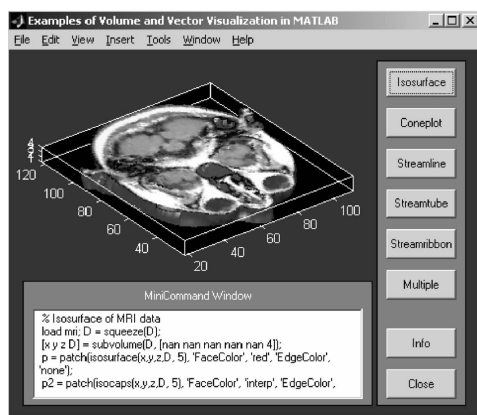 Examples of Volume and Vector Visualization in MATLAB
File Edit View Insert Tools Window Help
Isosurface
Coneplot
Streamline
Streamtube
Streamribbon
Multiple
Info
Close
120
100
80
60
40
20
40
60
80
100
MiniCommand Window
% Isosurface of MRI data
load mri; D = squeeze(D);
[x y z D] = subvolume(D, [nan nan nan nan nan 4]);
p = patch(isosurface(x,y,z,D, 5), 'FaceColor', 'red', 'EdgeColor',
'none');
p2 = patch(isocaps(x,y,z,D, 5), 'FaceColor', 'interp', 'EdgeColor',